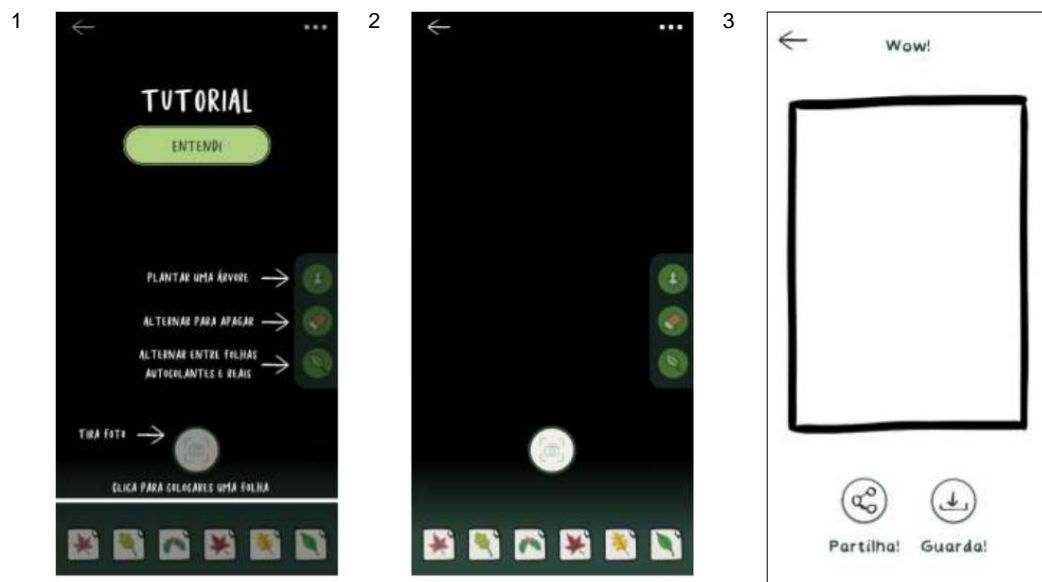 1
TUTORIAL
ENTENDI
PLANTAR UMA ÁRVORE
ALTERNAR PARA APAGAR
ALTERNAR ENTRE FOLHAS
AUTOCOLANTES E REAIS
TIRA FOTO
CLICA PARA COLOCARES UMA FOLHA
2
3
Wow!
Partilha! Guarda!